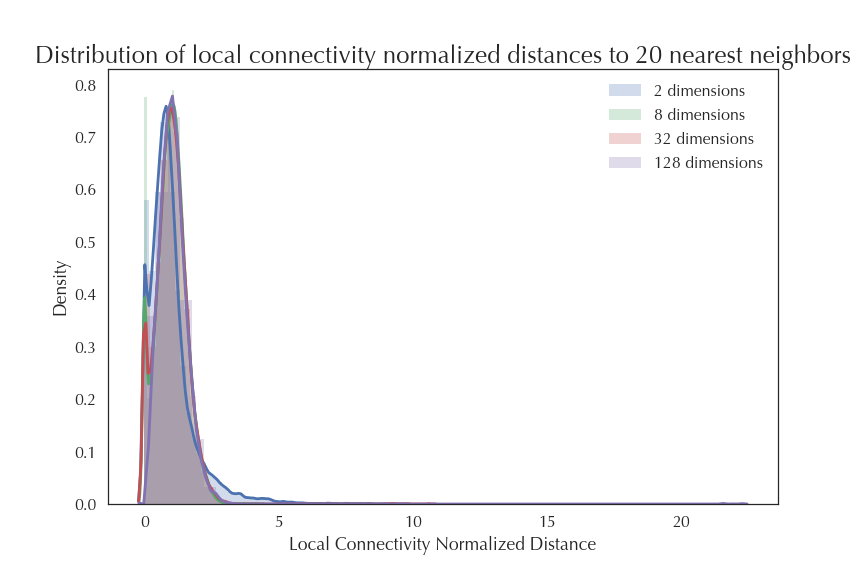 Distribution of local connectivity normalized distances to 20 nearest neighbors
0.8
0.7
0.6
0.5
0.4
0.3
0.2
0.1
0.0
Density
2 dimensions
8 dimensions
32 dimensions
128 dimensions
0 5 10 15 20
Local Connectivity Normalized Distance